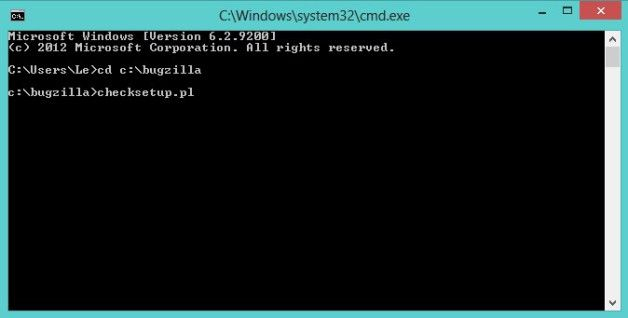 C:\Windows\system32\cmd.exe
Microsoft Windows [Version 6.2.9200]
(c) 2012 Microsoft Corporation. All rights reserved.
C:\Users\Le>cd c:\bugzilla
c:\bugzilla>checksetup.pl